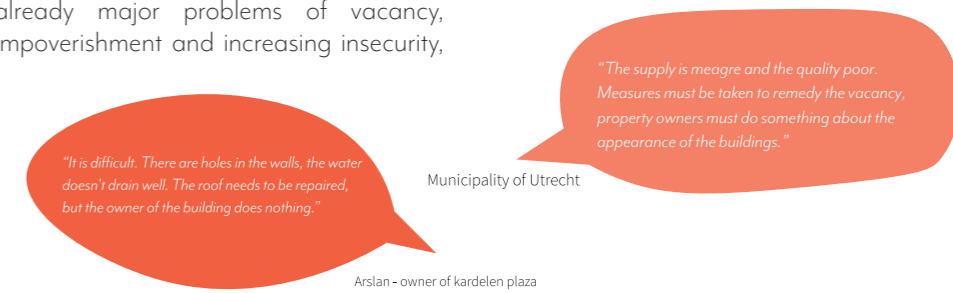 already major problems of vacancy,
mpoverishment and increasing insecurity,
"The supply is meagre and the quality poor.
Measures must be taken to remedy the vacancy,
property owners must do something about the
appearance of the buildings."
Municipality of Utrecht
"It is difficult. There are holes in the walls, the water
doesn't drain well. The roof needs to be repaired,
but the owner of the building does nothing."
Arslan - owner of kardelen plaza